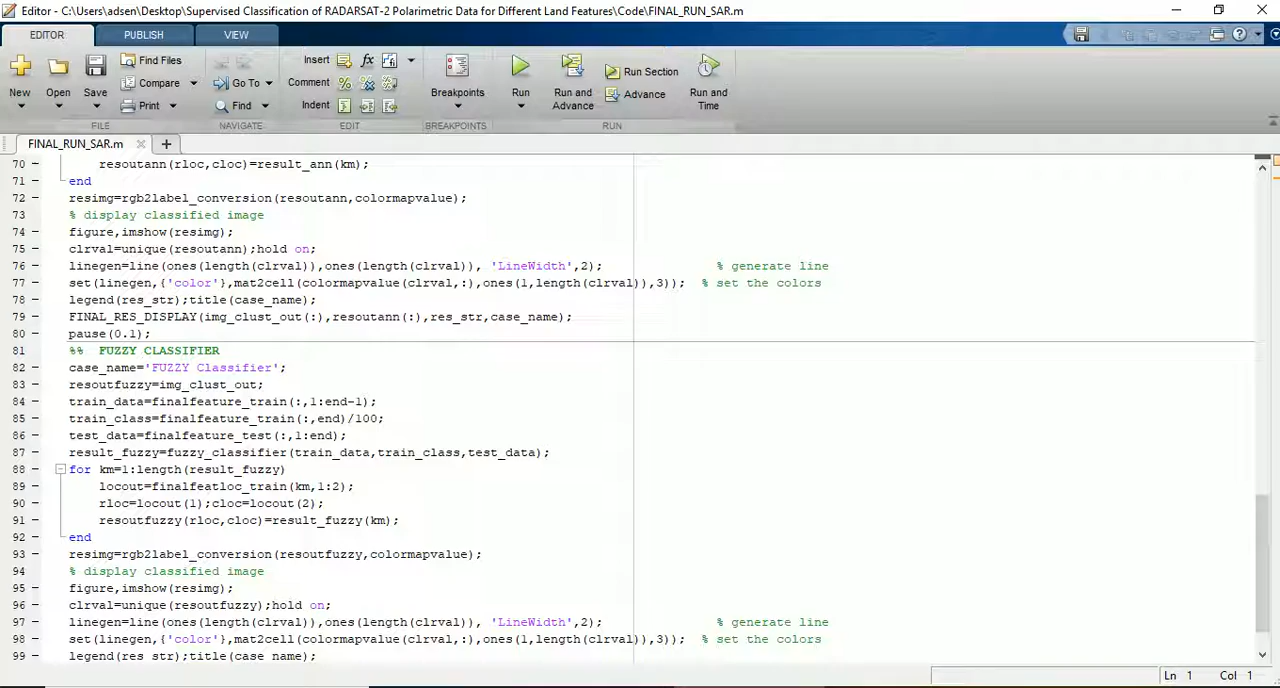 Editor - C:\Users\adsen\Desktop\Supervised Classification of RADARSAT-2 Polarimetric Data for Different Land Features\Code\FINAL_RUN_SAR.m
EDITOR PUBLISH VIEW
New Open Save Find Files Compare Print Go To Find Insert Comment Indent fx Breakpoints Run Run and Advance Run Section Advance Run and Time
FILE NAVIGATE EDIT BREAKPOINTS RUN
FINAL_RUN_SAR.m
70 – resoutann(rloc,cloc)=result_ann(km);
71 – end
72 – resimg=rgb2label_conversion(resoutann,colormapvalue);
73 % display classified image
74 – figure,imshow(resimg);
75 – clrval=unique(resoutann);hold on;
76 – linegen=line(ones(length(clrval)),ones(length(clrval)), 'LineWidth',2); % generate line
77 – set(linegen,{'color'},mat2cell(colormapvalue(clrval,:),ones(1,length(clrval)),3)); % set the colors
78 – legend(res_str);title(case_name);
79 – FINAL_RES_DISPLAY(img_clust_out(:),resoutann(:),res_str,case_name);
80 – pause(0.1);
81 %% FUZZY CLASSIFIER
82 – case_name='FUZZY Classifier';
83 – resoutfuzzy=img_clust_out;
84 – train_data=finalfeature_train(:,1:end-1);
85 – train_class=finalfeature_train(:,end)/100;
86 – test_data=finalfeature_test(:,1:end);
87 – result_fuzzy=fuzzy_classifier(train_data,train_class,test_data);
88 – for km=1:length(result_fuzzy)
89 – locout=finalfeatloc_train(km,1:2);
90 – rloc=locout(1);cloc=locout(2);
91 – resoutfuzzy(rloc,cloc)=result_fuzzy(km);
92 – end
93 – resimg=rgb2label_conversion(resoutfuzzy,colormapvalue);
94 % display classified image
95 – figure,imshow(resimg);
96 – clrval=unique(resoutfuzzy);hold on;
97 – linegen=line(ones(length(clrval)),ones(length(clrval)), 'LineWidth',2); % generate line
98 – set(linegen,{'color'},mat2cell(colormapvalue(clrval,:),ones(1,length(clrval)),3)); % set the colors
99 – legend(res_str);title(case_name);
Ln 1 Col 1